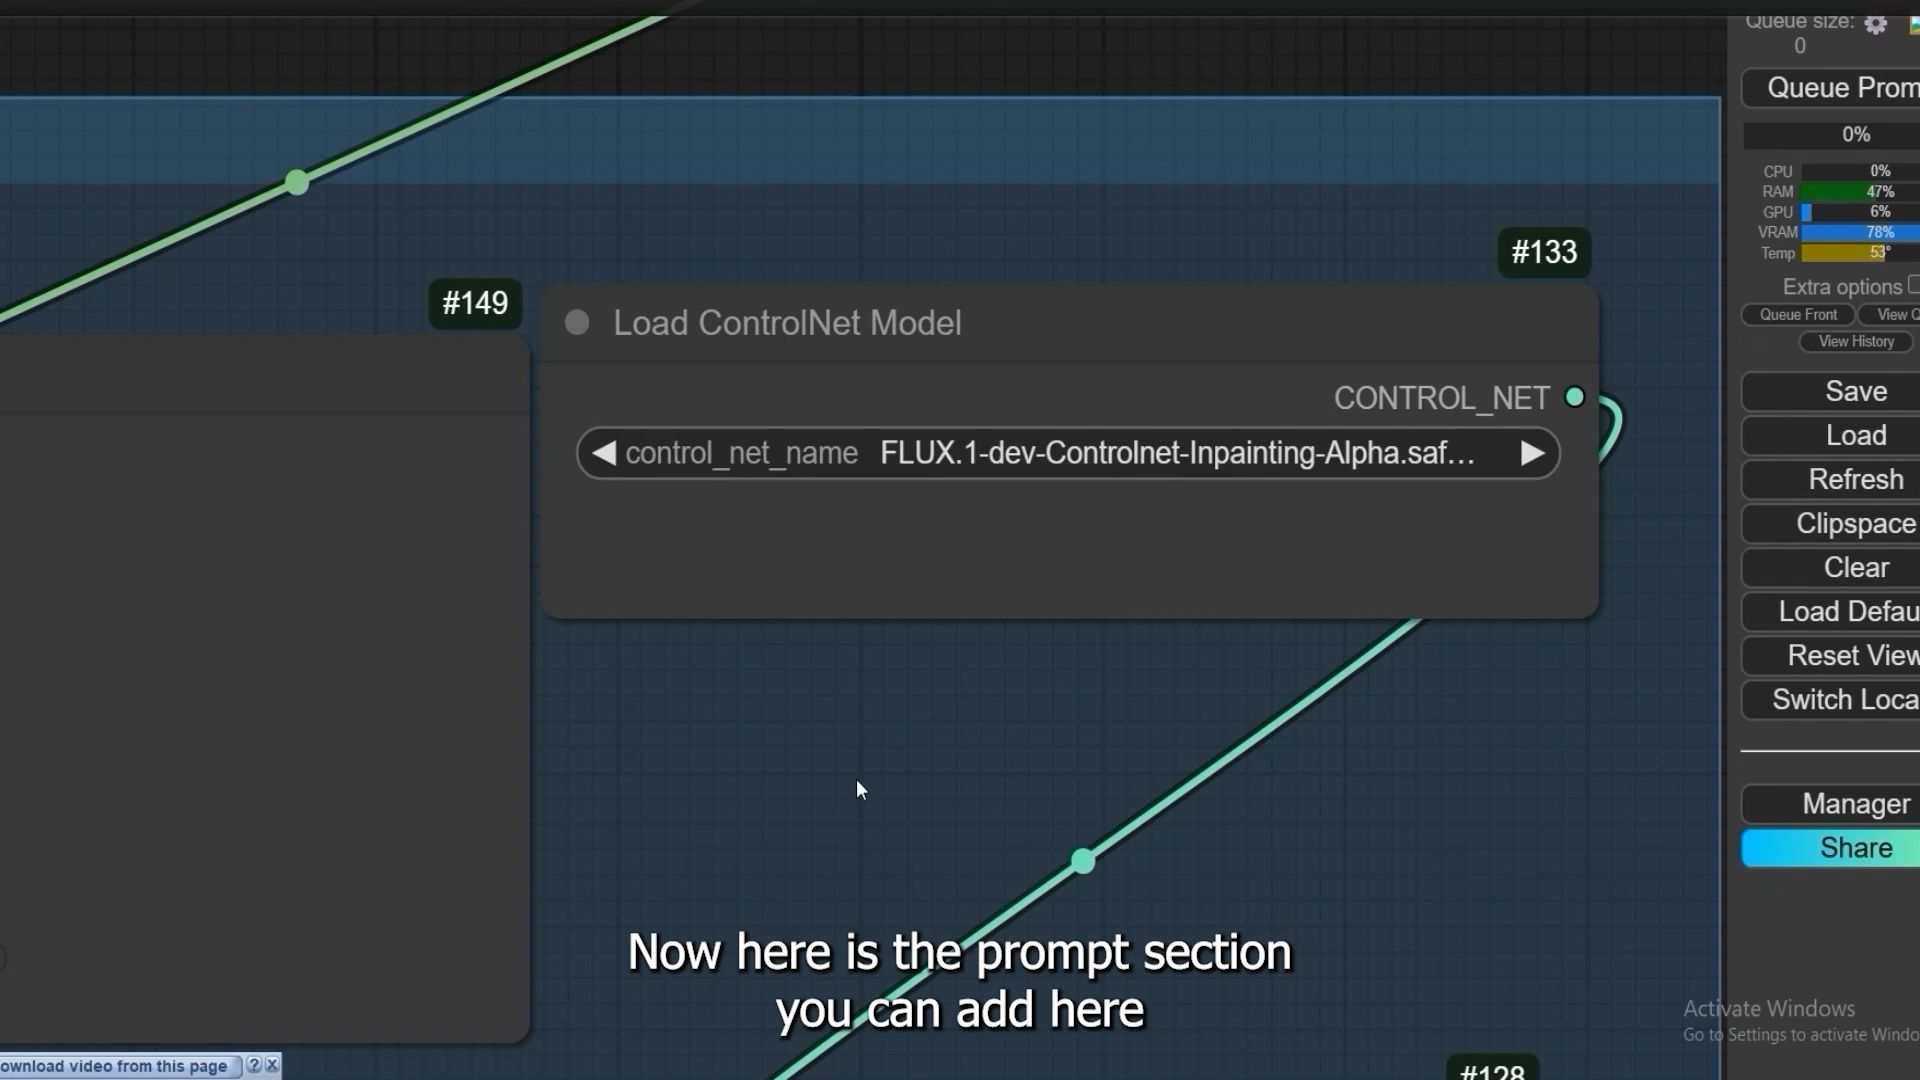 Queue size:
0
Queue Prom
0%
CPU 0%
RAM 47%
GPU 6%
VRAM 78%
Temp 53°
Extra options
Queue Front View Q
View History
#133
#149
Load ControlNet Model
CONTROL_NET
control_net_name FLUX.1-dev-Controlnet-Inpainting-Alpha.saf...
Save
Load
Refresh
Clipspace
Clear
Load Defau
Reset View
Switch Loca
Manager
Share
Now here is the prompt section
you can add here
Activate Windows
Go to Settings to activate Windo
ownload video from this page ? X
#128